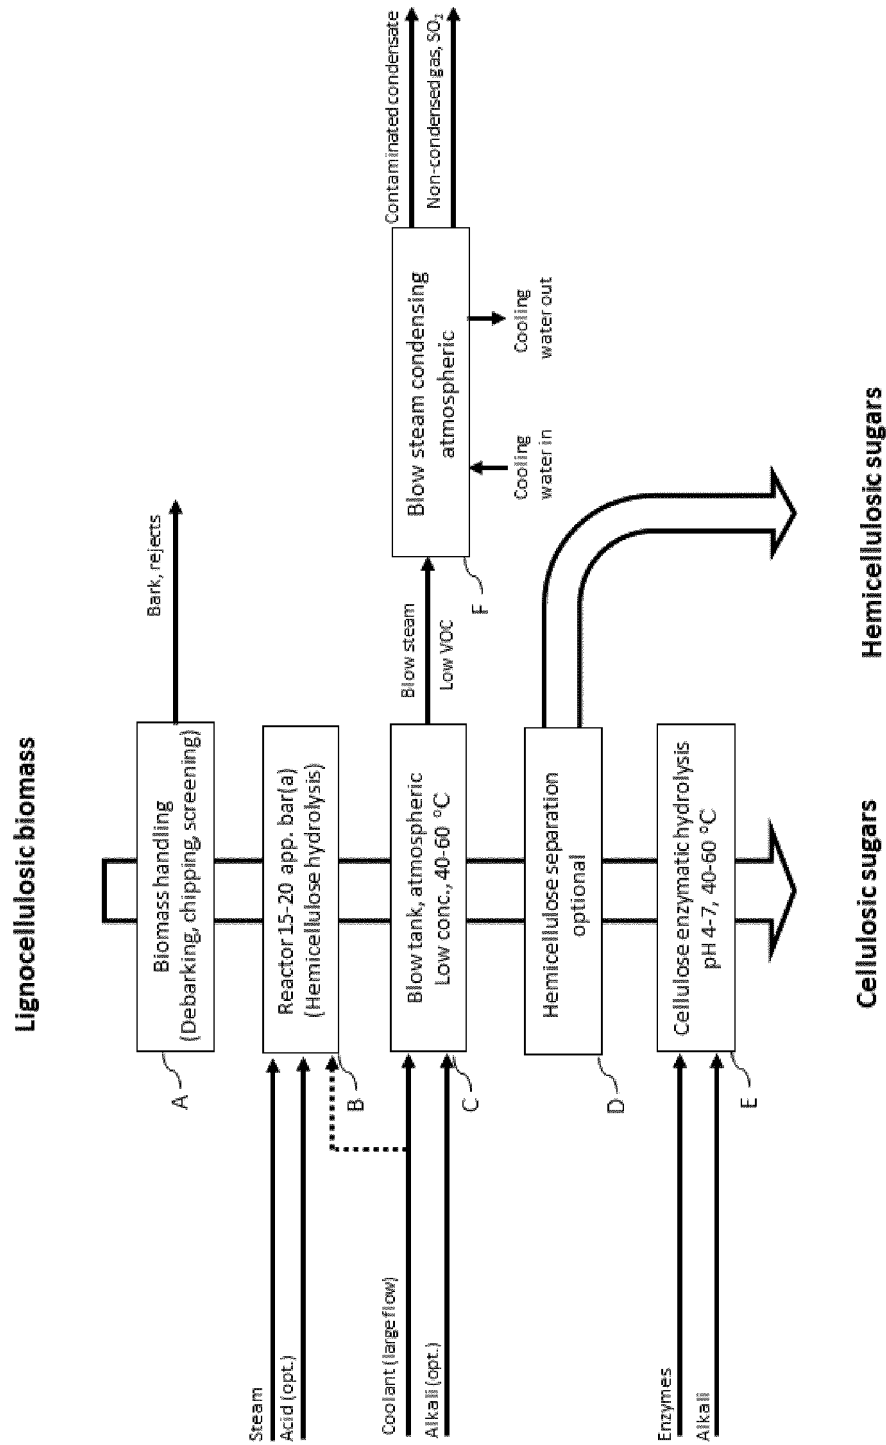 Lignocellulosic biomass
Biomass handling
(Debarking, chipping, screening)
A
Bark, rejects
Steam
Acid (opt.)
Reactor 15-20 app. bar(a)
(Hemicellulose hydrolysis)
B
Coolant (large flow)
Alkali (opt.)
Blow tank, atmospheric
Low conc., 40-60 °C
C
Blow steam
Low VOC
Blow steam condensing
atmospheric
F
Contaminated condensate
Non-condensed gas, SO₂
Cooling
water in
Cooling
water out
Hemicellulose separation
optional
D
Enzymes
Alkali
Cellulose enzymatic hydrolysis
pH 4-7, 40-60 °C
E
Cellulosic sugars
Hemicellulosic sugars